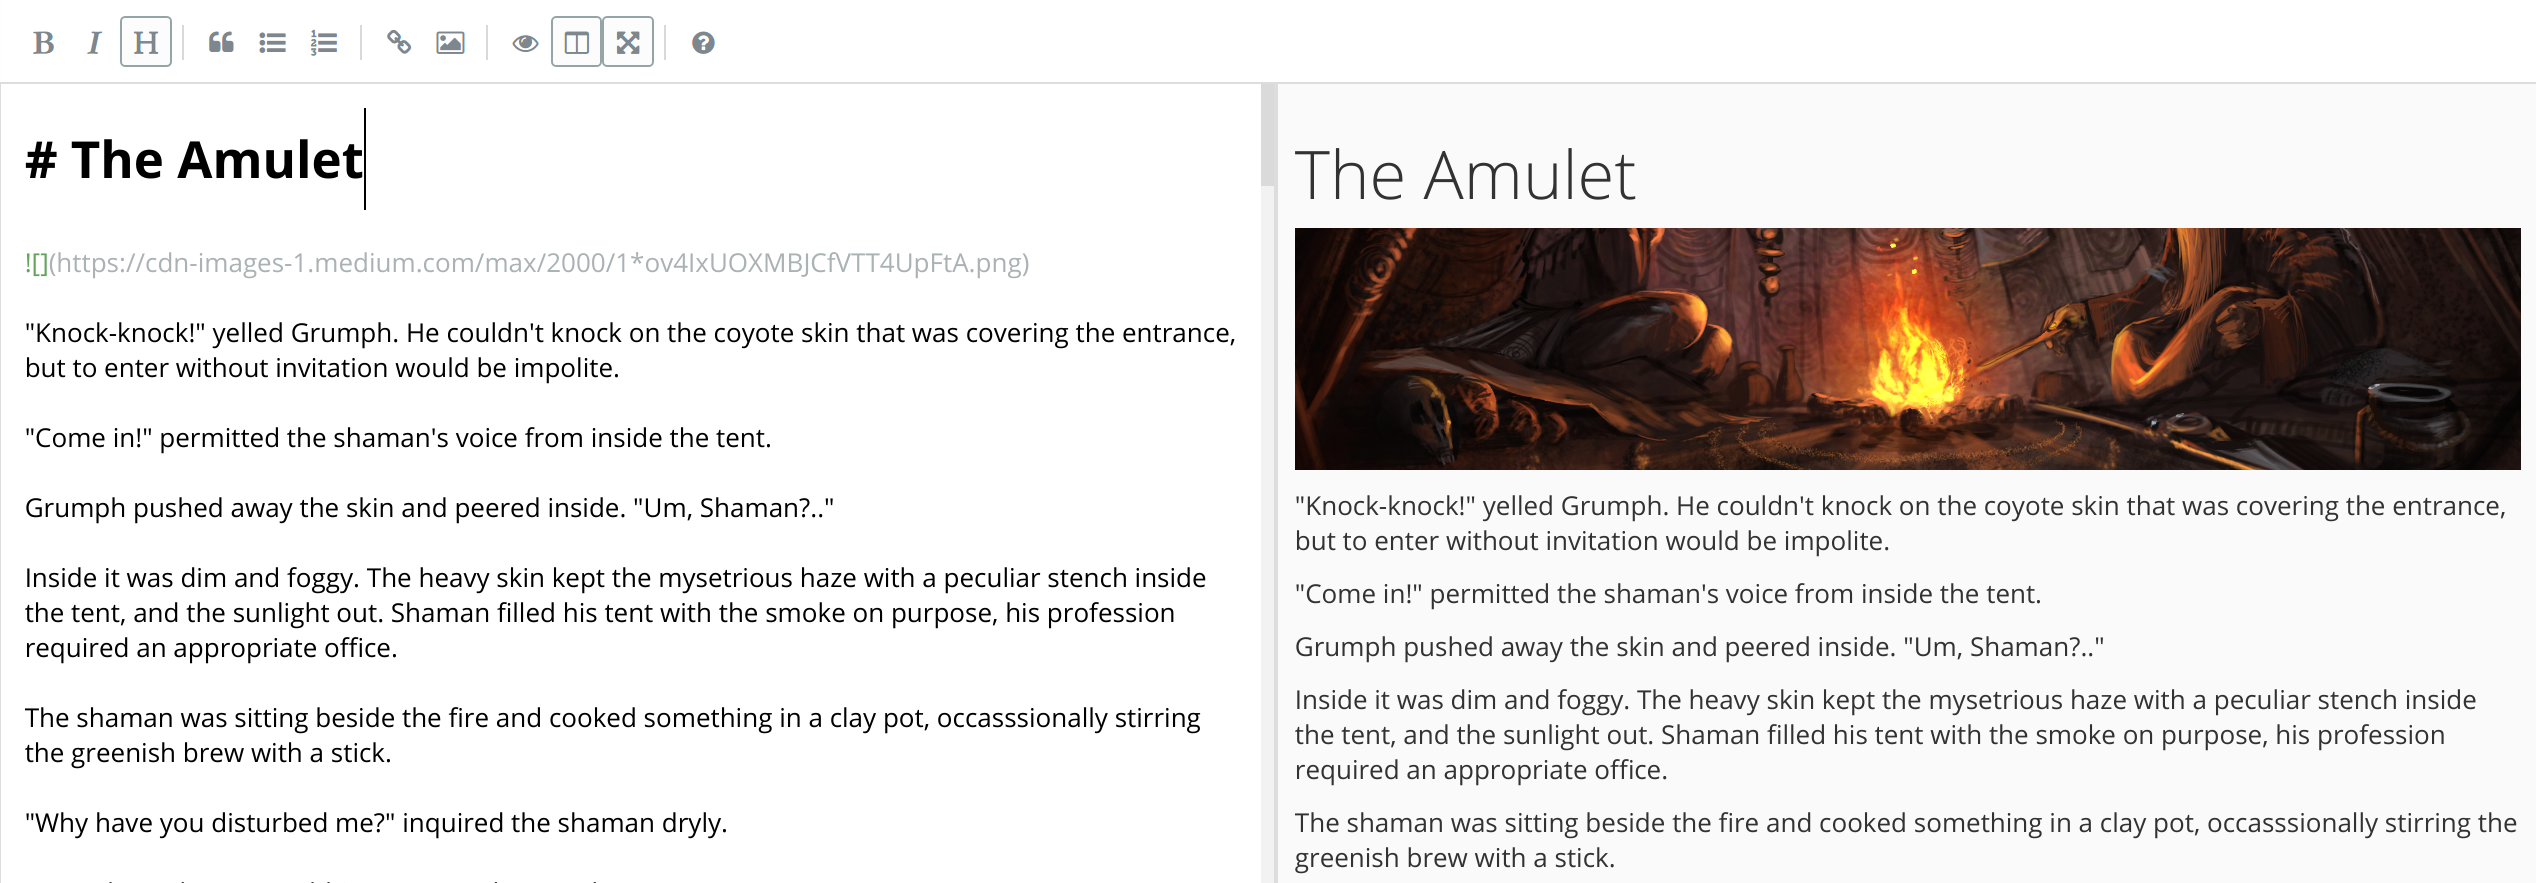 B I H
# The Amulet
![](https://cdn-images-1.medium.com/max/2000/1*ov4IxUOXMBJCfVTT4UpFtA.png)
"Knock-knock!" yelled Grumph. He couldn't knock on the coyote skin that was covering the entrance,
but to enter without invitation would be impolite.
"Come in!" permitted the shaman's voice from inside the tent.
Grumph pushed away the skin and peered inside. "Um, Shaman?.."
Inside it was dim and foggy. The heavy skin kept the mysetrious haze with a peculiar stench inside
the tent, and the sunlight out. Shaman filled his tent with the smoke on purpose, his profession
required an appropriate office.
The shaman was sitting beside the fire and cooked something in a clay pot, occasssionally stirring
the greenish brew with a stick.
"Why have you disturbed me?" inquired the shaman dryly.
The Amulet
"Knock-knock!" yelled Grumph. He couldn't knock on the coyote skin that was covering the entrance,
but to enter without invitation would be impolite.
"Come in!" permitted the shaman's voice from inside the tent.
Grumph pushed away the skin and peered inside. "Um, Shaman?.."
Inside it was dim and foggy. The heavy skin kept the mysetrious haze with a peculiar stench inside
the tent, and the sunlight out. Shaman filled his tent with the smoke on purpose, his profession
required an appropriate office.
The shaman was sitting beside the fire and cooked something in a clay pot, occasssionally stirring the
greenish brew with a stick.